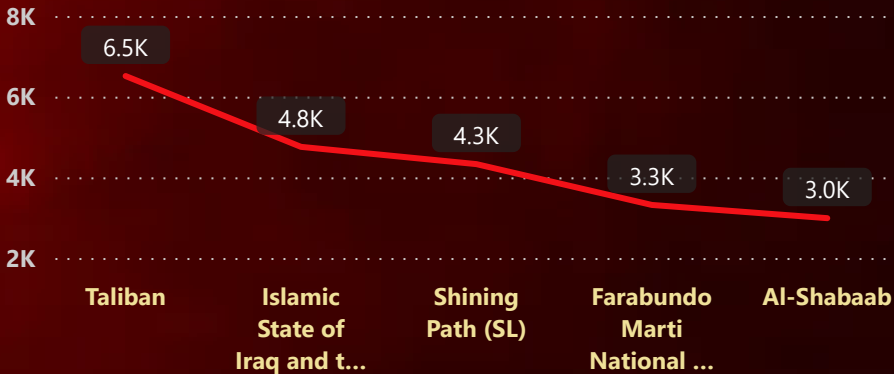 8K
6K
4K
2K
6.5K
4.8K
4.3K
3.3K
3.0K
Taliban
Islamic
State of
Iraq and t...
Shining
Path (SL)
Farabundo
Marti
National ...
Al-Shabaab